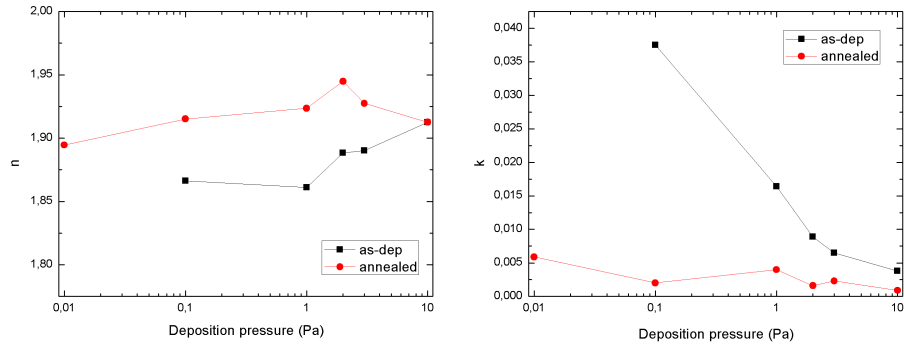 2,00
1,95
1,90
1,85
1,80
n
0,01
0,1
1
10
Deposition pressure (Pa)
as-dep
annealed
0,040
0,035
0,030
0,025
0,020
0,015
0,010
0,005
0,000
k
0,01
0,1
1
10
Deposition pressure (Pa)
as-dep
annealed